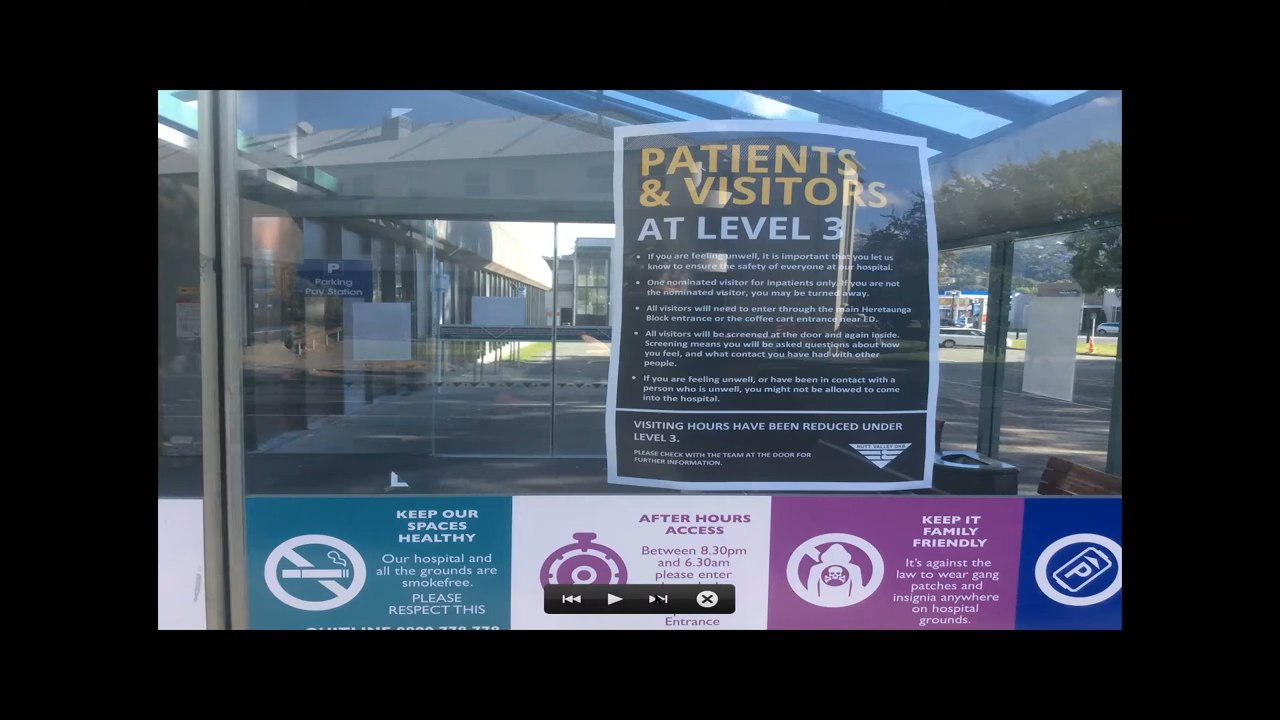 PATIENTS
& VISITORS
AT LEVEL 3
• If you are feeling unwell, it is important that you let us
know to ensure the safety of everyone at our hospital.
• One nominated visitor for inpatients only. If you are not
the nominated visitor, you may be turned away.
• All visitors will need to enter through the main Heretaunga
Block entrance or the coffee cart entrance near ED.
• All visitors will be screened at the door and again inside.
Screening means you will be asked questions about how
you feel, and what contact you have had with other
people.
• If you are feeling unwell, or have been in contact with a
person who is unwell, you might not be allowed to come
into the hospital.
VISITING HOURS HAVE BEEN REDUCED UNDER
LEVEL 3.
PLEASE CHECK WITH THE TEAM AT THE DOOR FOR
FURTHER INFORMATION.
HUTT VALLEY DHB
P
Parking
Pay Station
KEEP OUR
SPACES
HEALTHY
Our hospital and
all the grounds are
smokefree.
PLEASE
RESPECT THIS
QUITLINE 0800 778 778
AFTER HOURS
ACCESS
Between 8.30pm
and 6.30am
please enter
Entrance
KEEP IT
FAMILY
FRIENDLY
It's against the
law to wear gang
patches and
insignia anywhere
on hospital
grounds.
P